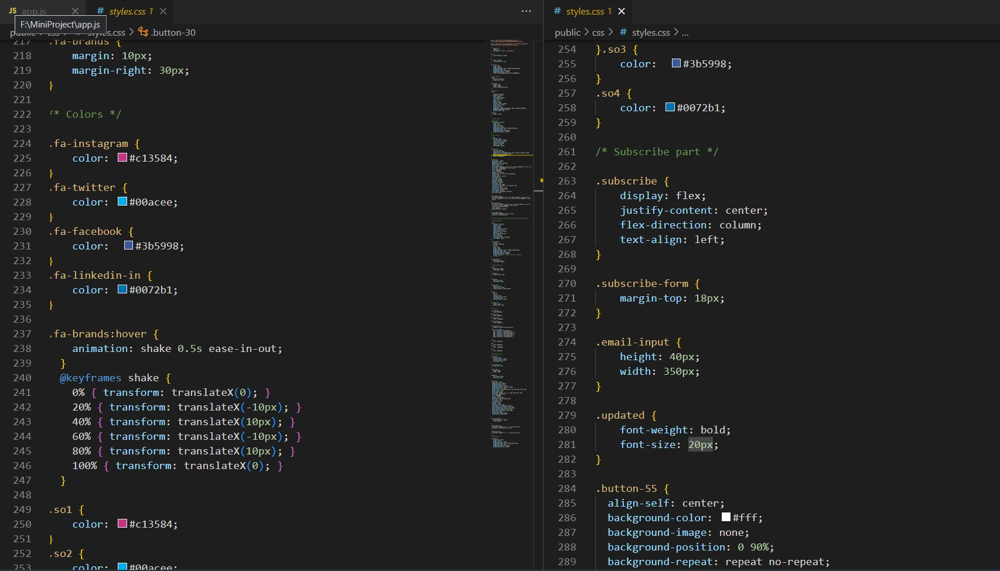 JS app.js
# styles.css 1
F:\MiniProject\app.js
styles.css > .button-30
217 .fa-brands {
218 margin: 10px;
219 margin-right: 30px;
220 }
221
222 /* Colors */
223
224 .fa-instagram {
225 color: #c13584;
226 }
227 .fa-twitter {
228 color: #00acee;
229 }
230 .fa-facebook {
231 color: #3b5998;
232 }
233 .fa-linkedin-in {
234 color: #0072b1;
235 }
236
237 .fa-brands:hover {
238 animation: shake 0.5s ease-in-out;
239 }
240 @keyframes shake {
241 0% { transform: translateX(0); }
242 20% { transform: translateX(-10px); }
243 40% { transform: translateX(10px); }
244 60% { transform: translateX(-10px); }
245 80% { transform: translateX(10px); }
246 100% { transform: translateX(0); }
247 }
248
249 .so1 {
250 color: #c13584;
251 }
252 .so2 {
253 color: #00acee;
# styles.css 1
public > css > # styles.css > ...
254 }.so3 {
255 color: #3b5998;
256 }
257 .so4 {
258 color: #0072b1;
259 }
260
261 /* Subscribe part */
262
263 .subscribe {
264 display: flex;
265 justify-content: center;
266 flex-direction: column;
267 text-align: left;
268 }
269
270 .subscribe-form {
271 margin-top: 18px;
272 }
273
274 .email-input {
275 height: 40px;
276 width: 350px;
277 }
278
279 .updated {
280 font-weight: bold;
281 font-size: 20px;
282 }
283
284 .button-55 {
285 align-self: center;
286 background-color: #fff;
287 background-image: none;
288 background-position: 0 90%;
289 background-repeat: repeat no-repeat;